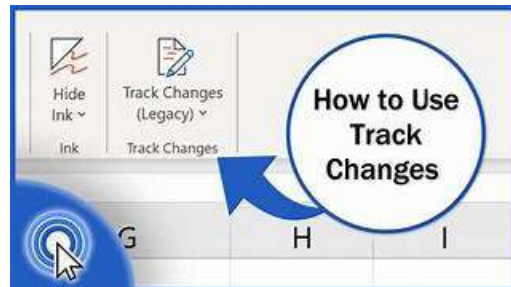 Hide
Ink
Ink
Track Changes
(Legacy)
Track Changes
How to Use
Track
Changes
G
H
I